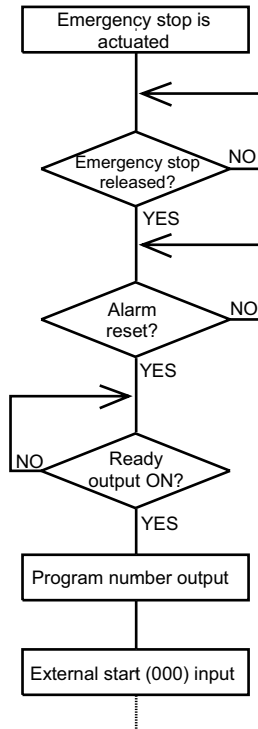 Emergency stop is
actuated
Emergency stop
released?
NO
YES
Alarm
reset?
NO
YES
Ready
output ON?
NO
YES
Program number output
External start (000) input